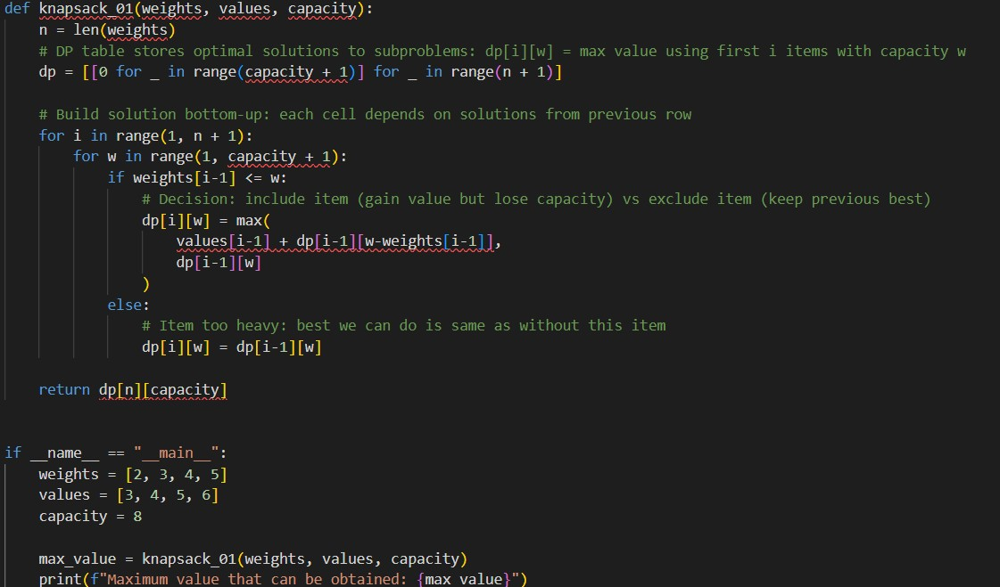 def knapsack_01(weights, values, capacity):
    n = len(weights)
    # DP table stores optimal solutions to subproblems: dp[i][w] = max value using first i items with capacity w
    dp = [[0 for _ in range(capacity + 1)] for _ in range(n + 1)]

    # Build solution bottom-up: each cell depends on solutions from previous row
    for i in range(1, n + 1):
        for w in range(1, capacity + 1):
            if weights[i-1] <= w:
                # Decision: include item (gain value but lose capacity) vs exclude item (keep previous best)
                dp[i][w] = max(
                    values[i-1] + dp[i-1][w-weights[i-1]],
                    dp[i-1][w]
                )
            else:
                # Item too heavy: best we can do is same as without this item
                dp[i][w] = dp[i-1][w]

    return dp[n][capacity]


if __name__ == "__main__":
    weights = [2, 3, 4, 5]
    values = [3, 4, 5, 6]
    capacity = 8

    max_value = knapsack_01(weights, values, capacity)
    print(f"Maximum value that can be obtained: {max_value}")